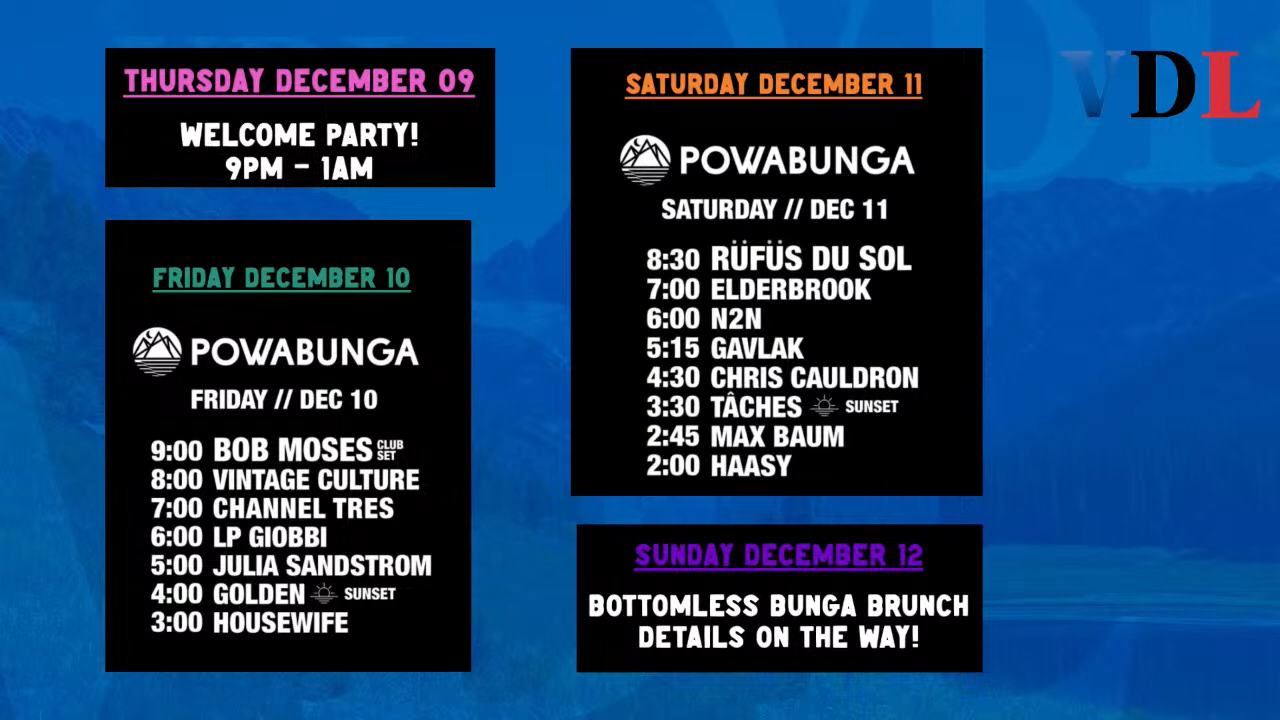 THURSDAY DECEMBER 09
WELCOME PARTY!
9PM – 1AM
FRIDAY DECEMBER 10
POWABUNGA
FRIDAY // DEC 10
9:00 BOB MOSES CLUB SET
8:00 VINTAGE CULTURE
7:00 CHANNEL TRES
6:00 LP GIOBBI
5:00 JULIA SANDSTROM
4:00 GOLDEN SUNSET
3:00 HOUSEWIFE
SATURDAY DECEMBER 11
POWABUNGA
SATURDAY // DEC 11
8:30 RÜFÜS DU SOL
7:00 ELDERBROOK
6:00 N2N
5:15 GAVLAK
4:30 CHRIS CAULDRON
3:30 TÂCHES SUNSET
2:45 MAX BAUM
2:00 HAASY
SUNDAY DECEMBER 12
BOTTOMLESS BUNGA BRUNCH
DETAILS ON THE WAY!
VDL
VDL